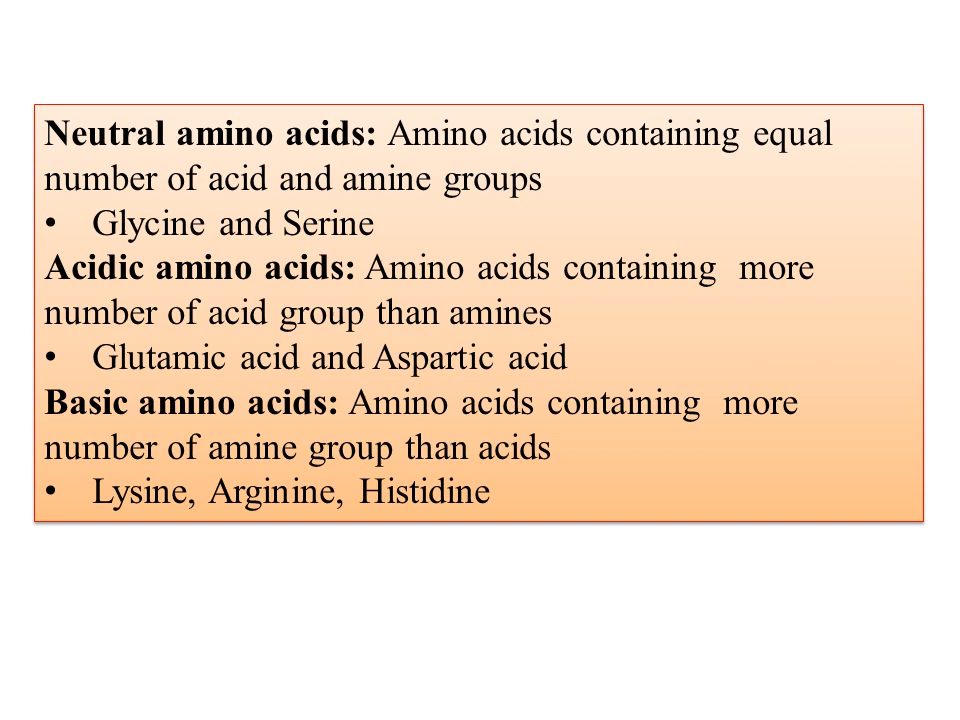 Neutral amino acids: Amino acids containing equal
number of acid and amine groups
• Glycine and Serine
Acidic amino acids: Amino acids containing more
number of acid group than amines
• Glutamic acid and Aspartic acid
Basic amino acids: Amino acids containing more
number of amine group than acids
• Lysine, Arginine, Histidine